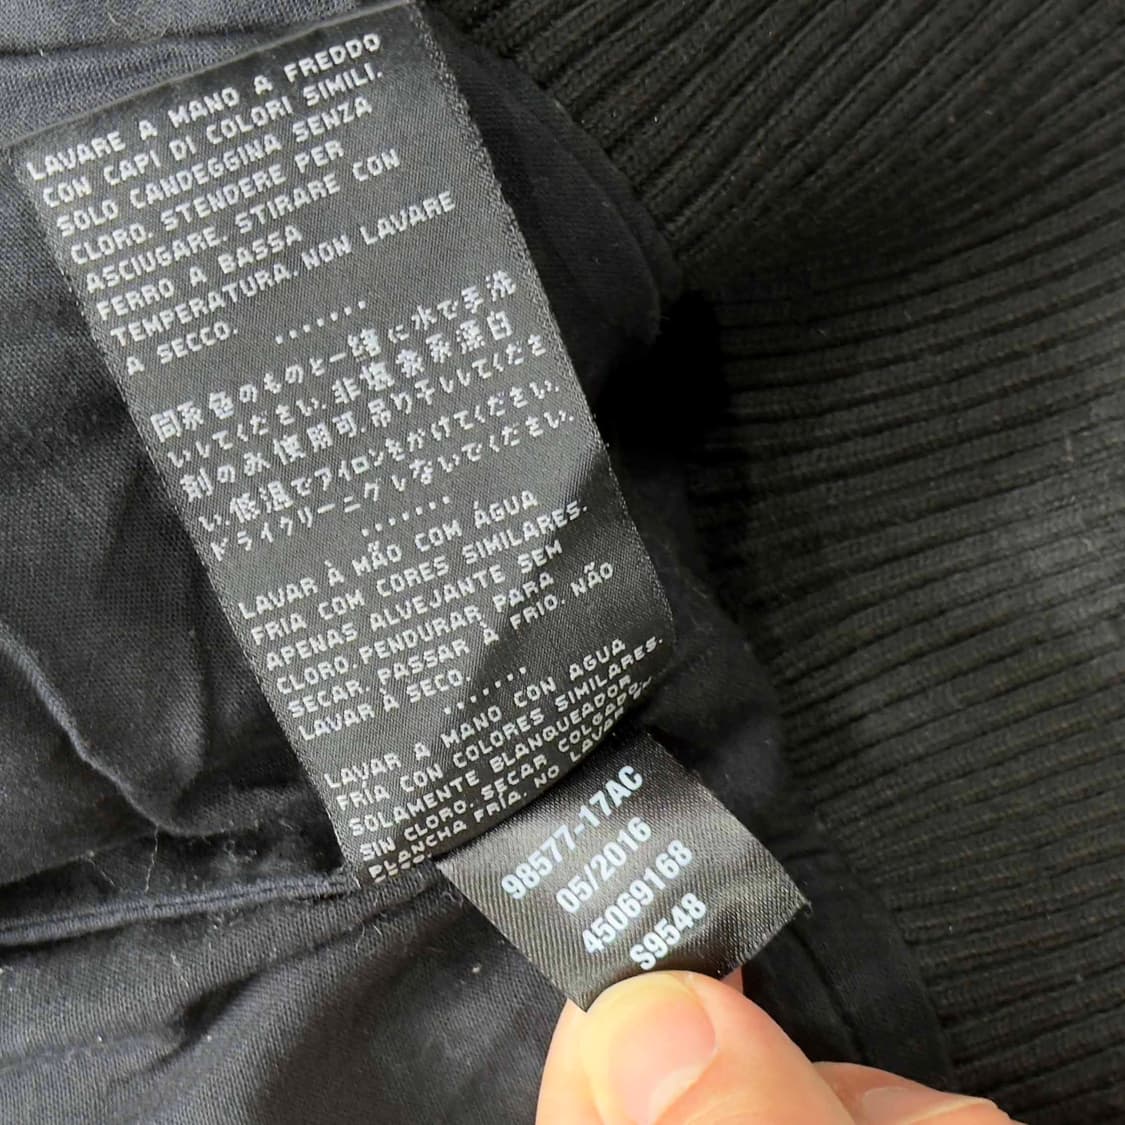 LAVARE A MANO A FREDDO
CON CAPI DI COLORI SIMILI.
SOLO CANDEGGINA SENZA
CLORO. STENDERE PER
ASCIUGARE. STIRARE CON
FERRO A BASSA
TEMPERATURA. NON LAVARE
A SECCO.
.......
同系色のものと一緒に水で手洗
いしてください. 非塩素系漂白
剤のみ使用可. 吊り干ししてくださ
い. 低温でアイロンをかけてください.
ドライクリーニグしないでください.
.......
LAVAR À MÃO COM ÁGUA
FRIA COM CORES SIMILARES.
APENAS ALVEJANTE SEM
CLORO. PENDURAR PARA
SECAR. PASSAR À FRIO. NÃO
LAVAR À SECO.
......
LAVAR A MANO CON AGUA
FRÍA CON COLORES SIMILARES.
SOLAMENTE BLANQUEADOR
SIN CLORO. SECAR COLGADO.
PLANCHA FRÍA. NO LAVAR
98577-17AC
05/2016
45069168
S9548